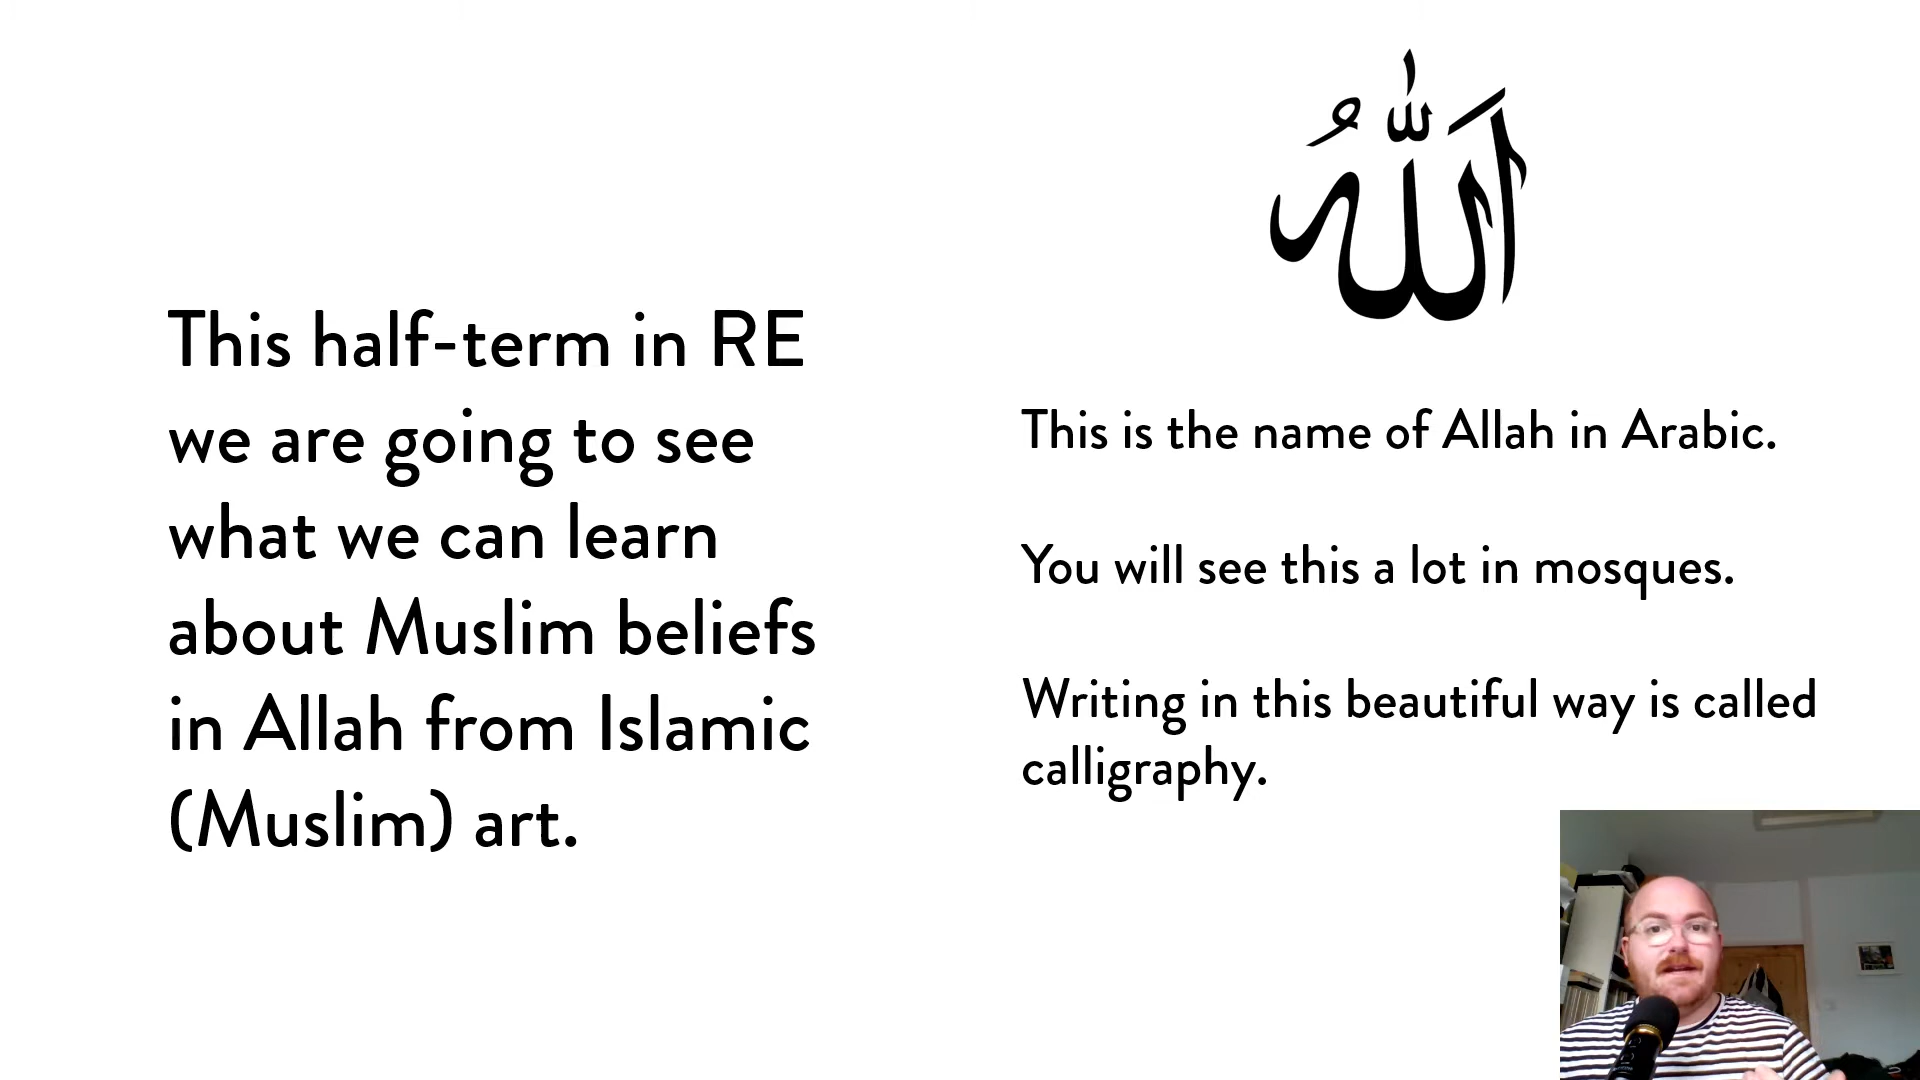 This half-term in RE
we are going to see
what we can learn
about Muslim beliefs
in Allah from Islamic
(Muslim) art.
اللّٰهُ
This is the name of Allah in Arabic.
You will see this a lot in mosques.
Writing in this beautiful way is called
calligraphy.